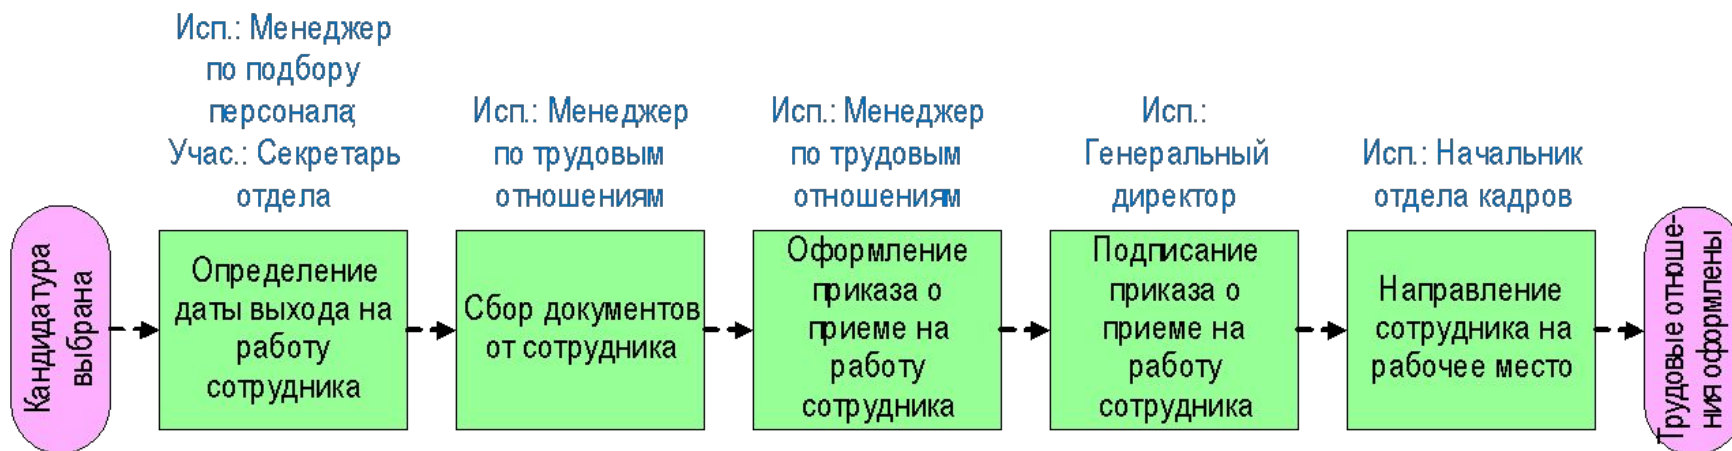 Кандидатура
выбрана
Исп.: Менеджер
по подбору
персонала;
Учас.: Секретарь
отдела
Определение
даты выхода на
работу
сотрудника
Исп.: Менеджер
по трудовым
отношениям
Сбор документов
от сотрудника
Исп.: Менеджер
по трудовым
отношениям
Оформление
приказа о
приеме на
работу
сотрудника
Исп.:
Генеральный
директор
Подписание
приказа о
приеме на
работу
сотрудника
Исп.: Начальник
отдела кадров
Направление
сотрудника на
рабочее место
Трудовые отноше-
ния оформлены